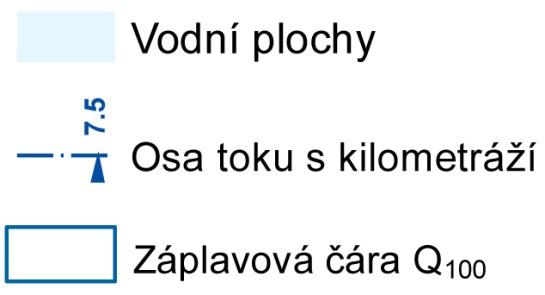 Vodní plochy
7.5
Osa toku s kilometráží
Záplavová čára Q100